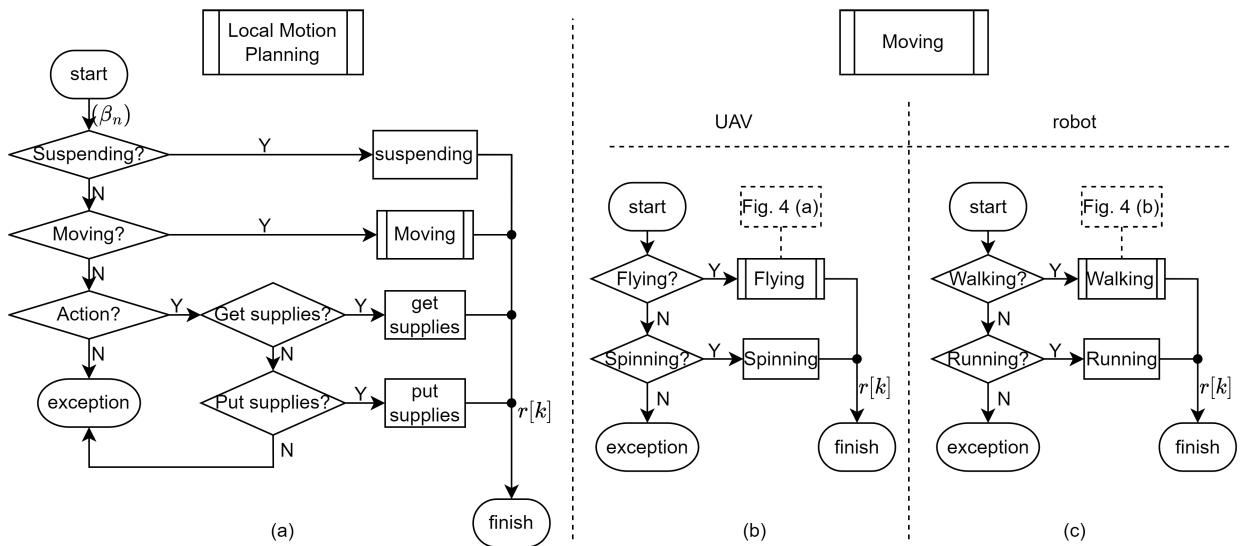 Local Motion
Planning
start
(βₙ)
Suspending?
Y
suspending
N
Moving?
Y
Moving
N
Action?
Y
Get supplies?
Y
get
supplies
N
N
exception
Put supplies?
Y
put
supplies
r[k]
N
finish
(a)
Moving
UAV
robot
start
Fig. 4 (a)
Flying?
Y
Flying
N
Spinning?
Y
Spinning
r[k]
N
exception
finish
(b)
start
Fig. 4 (b)
Walking?
Y
Walking
N
Running?
Y
Running
r[k]
N
exception
finish
(c)